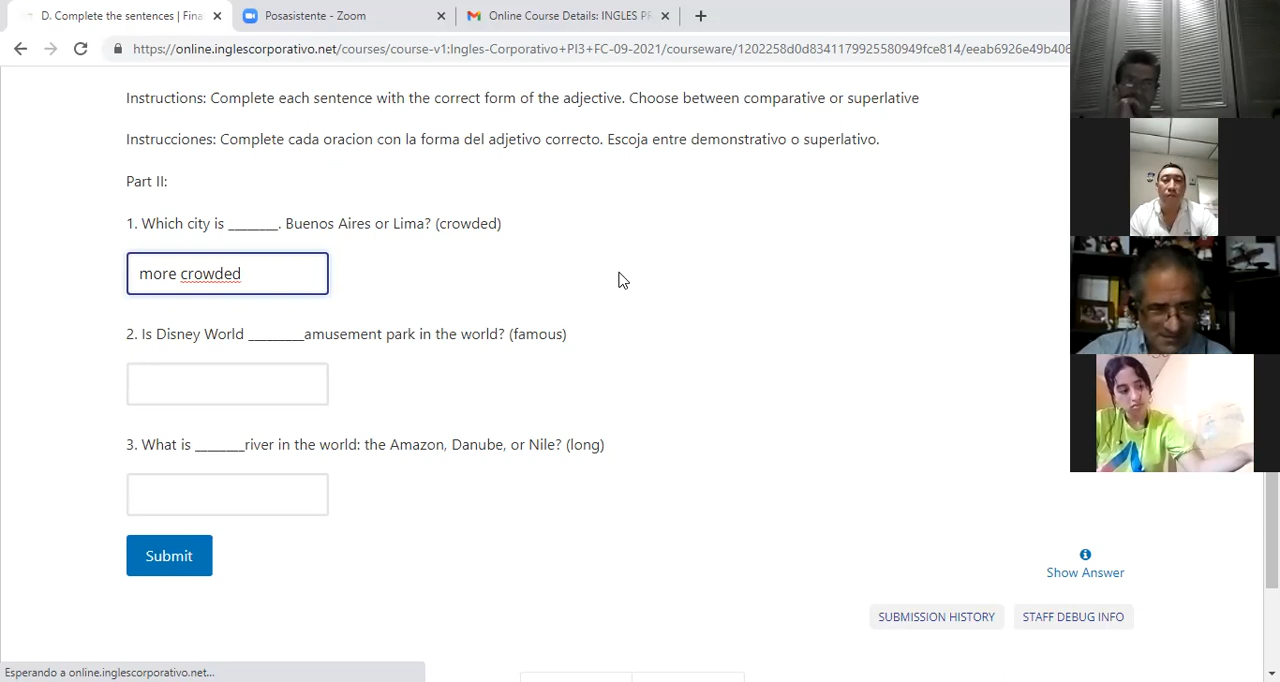 D. Complete the sentences | Fina
Posasistente - Zoom
Online Course Details: INGLES PR
https://online.inglescorporativo.net/courses/course-v1:Ingles-Corporativo+PI3+FC-09-2021/courseware/1202258d0d8341179925580949fce814/eeab6926e49b406
Instructions: Complete each sentence with the correct form of the adjective. Choose between comparative or superlative
Instrucciones: Complete cada oracion con la forma del adjetivo correcto. Escoja entre demonstrativo o superlativo.
Part II:
1. Which city is ________. Buenos Aires or Lima? (crowded)
more crowded
2. Is Disney World _________amusement park in the world? (famous)
3. What is ________river in the world: the Amazon, Danube, or Nile? (long)
Submit
Show Answer
SUBMISSION HISTORY
STAFF DEBUG INFO
Esperando a online.inglescorporativo.net...